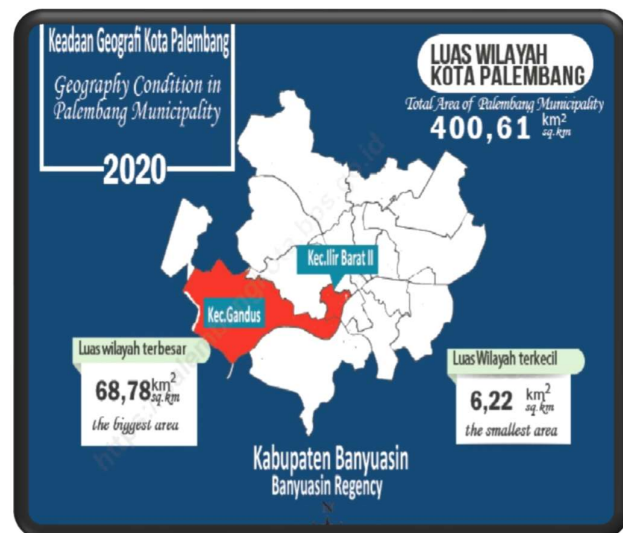 Keadaan Geografi Kota Palembang
Geography Condition in
Palembang Municipality
2020
LUAS WILAYAH
KOTA PALEMBANG
Total Area of Palembang Municipality
400,61 km²
sq.km
Kec.Ilir Barat II
Kec.Gandus
Luas wilayah terbesar
68,78 km²
sq.km
the biggest area
Luas Wilayah terkecil
6,22 km²
sq.km
the smallest area
Kabupaten Banyuasin
Banyuasin Regency
N